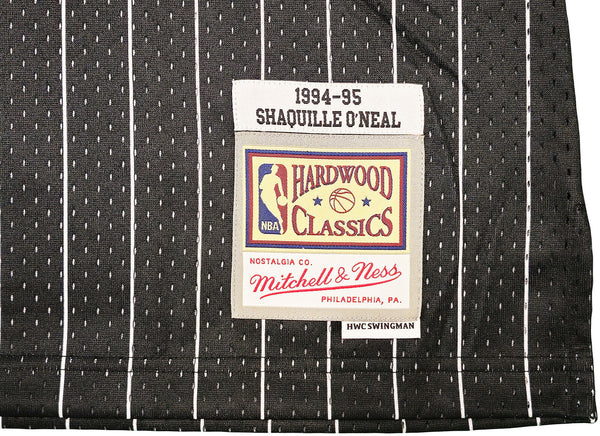 1994-95
SHAQUILLE O'NEAL
HARDWOOD
NBA
CLASSICS
NOSTALGIA CO.
Mitchell & Ness
PHILADELPHIA, PA.
HWC SWINGMAN